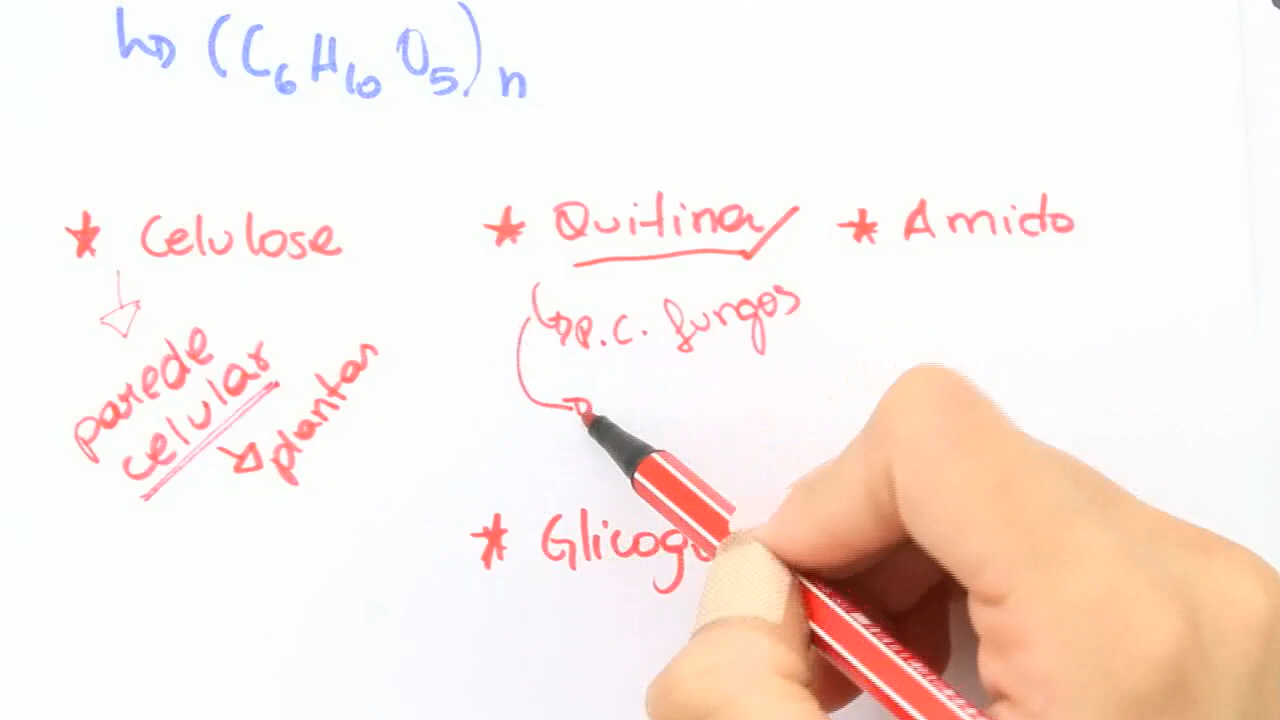 ↳ (C₆H₁₀O₅)ₙ
* Celulose
parede
celular
→ plantas
* Quitina
↳ P.C. fungos
* Amido
* Glicog